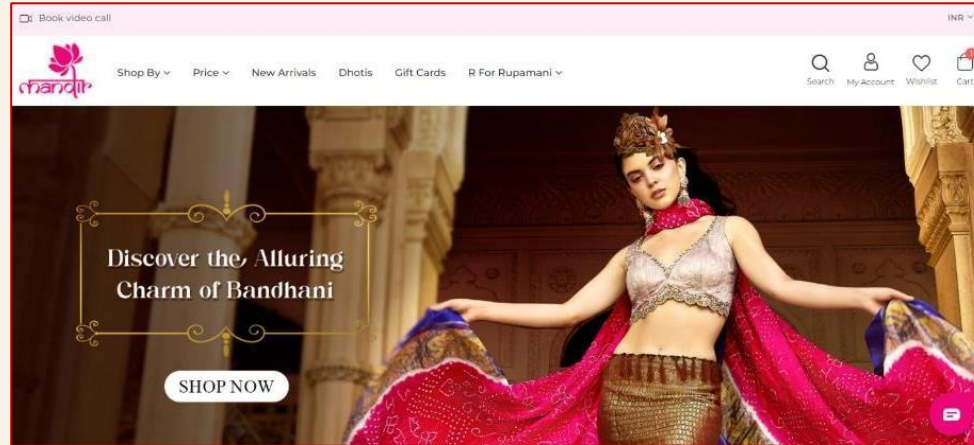 Book video call
INR
mandir
Shop By
Price
New Arrivals
Dhotis
Gift Cards
R For Rupamani
Search
My Account
Wishlist
Cart
Discover the Alluring
Charm of Bandhani
SHOP NOW